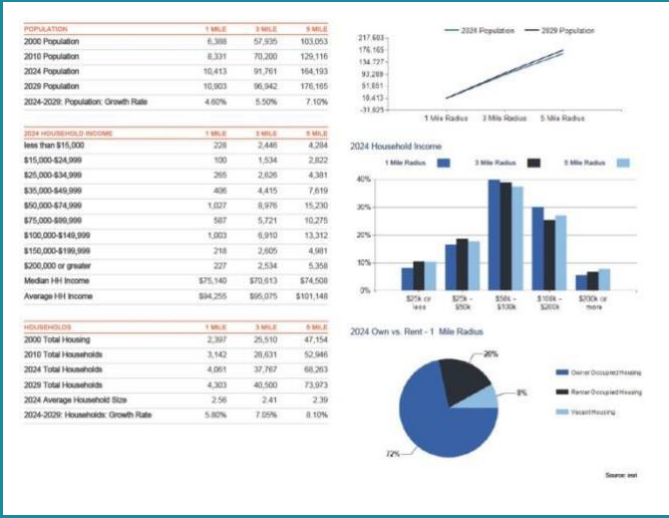 POPULATION 1 MILE 3 MILE 5 MILE
2000 Population 6,388 57,935 103,053
2010 Population 8,331 70,200 129,116
2024 Population 10,413 91,761 164,193
2029 Population 10,903 96,942 176,165
2024-2029: Population: Growth Rate 4.60% 5.50% 7.10%
2024 HOUSEHOLD INCOME 1 MILE 3 MILE 5 MILE
less than $15,000 228 2,446 4,284
$15,000-$24,999 100 1,534 2,822
$25,000-$34,999 265 2,626 4,381
$35,000-$49,999 406 4,415 7,619
$50,000-$74,999 1,027 8,976 15,230
$75,000-$99,999 587 5,721 10,275
$100,000-$149,999 1,003 6,910 13,312
$150,000-$199,999 218 2,605 4,981
$200,000 or greater 227 2,534 5,358
Median HH Income $75,140 $70,613 $74,508
Average HH Income $94,255 $95,075 $101,148
HOUSEHOLDS 1 MILE 3 MILE 5 MILE
2000 Total Housing 2,397 25,510 47,154
2010 Total Households 3,142 28,631 52,946
2024 Total Households 4,061 37,767 68,263
2029 Total Households 4,303 40,500 73,973
2024 Average Household Size 2.56 2.41 2.39
2024-2029: Households: Growth Rate 5.80% 7.05% 8.10%
2024 Population 2029 Population
217,603
176,165
134,727
93,289
51,851
10,413
-31,025
1 Mile Radius 3 Mile Radius 5 Mile Radius
2024 Household Income
1 Mile Radius 3 Mile Radius 5 Mile Radius
40%
30%
20%
10%
0%
$25k or less $25k - $50k $50k - $100k $100k - $200k $200k or more
2024 Own vs. Rent - 1 Mile Radius
20%
8%
72%
Owner Occupied Housing
Renter Occupied Housing
Vacant Housing
Source: esri